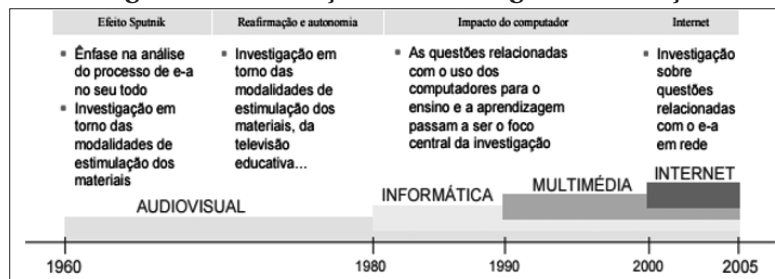 Efeito Sputnik
Reafirmação e autonomia
Impacto do computador
Internet
▪ Ênfase na análise
do processo de e-a
no seu todo
▪ Investigação em
torno das
modalidades de
estimulação dos
materiais
▪ Investigação em
torno das
modalidades de
estimulação dos
materiais, da
televisão
educativa...
▪ As questões relacionadas
com o uso dos
computadores para o
ensino e a aprendizagem
passam a ser o foco
central da investigação
▪ Investigação
sobre
questões
relacionadas
com o e-a
em rede
AUDIOVISUAL
INFORMÁTICA
MULTIMÉDIA
INTERNET
1960
1980
1990
2000
2005